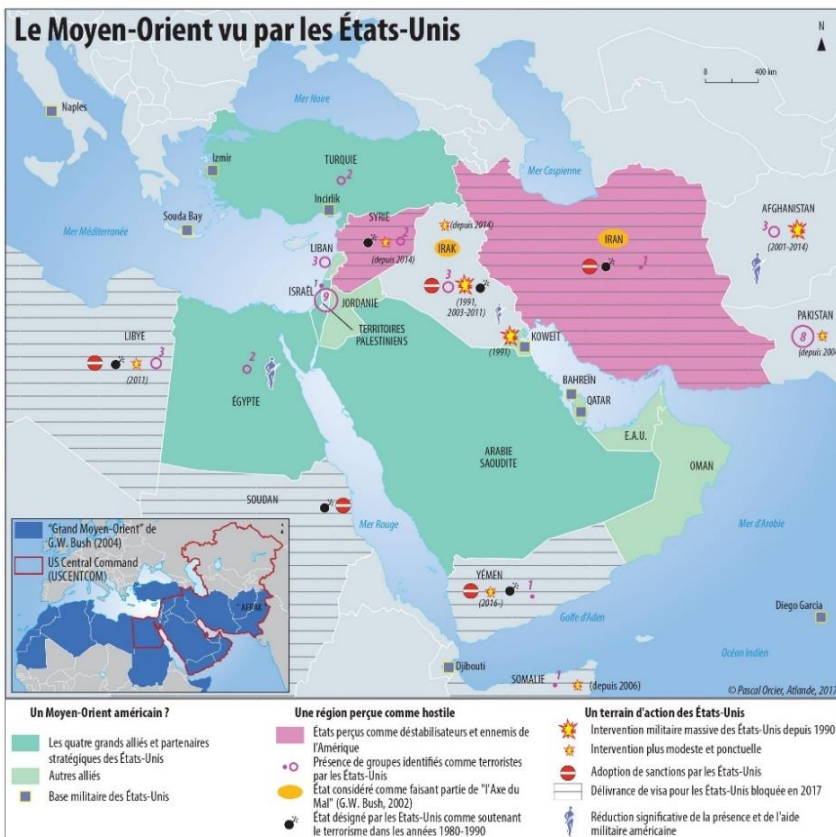 Le Moyen-Orient vu par les États-Unis
N
0 400 km
Naples
Mer Noire
Mer Caspienne
Izmir
TURQUIE
2
Incirlik
Souda Bay
Mer Méditerranée
SYRIE
2
(depuis 2014)
(depuis 2014)
IRAK
IRAN
AFGHANISTAN
3
(2001-2014)
LIBAN
3
1
ISRAËL
9
JORDANIE
TERRITOIRES
PALESTINIENS
3
(1991,
2003-2011)
1
KOWEÏT
(1991)
PAKISTAN
8
LIBYE
3
(2011)
2
ÉGYPTE
BAHREÏN
QATAR
E.A.U.
ARABIE
SAOUDITE
OMAN
SOUDAN
Mer Rouge
Mer d'Arabie
YÉMEN
1
(2016-)
Golfe d'Aden
Diego Garcia
Océan indien
Djibouti
SOMALIE
1
(depuis 2006)
© Pascal Orcier, Atlande, 2017
"Grand Moyen-Orient" de
G.W. Bush (2004)
US Central Command
(USCENTCOM)
"AFPAK"
Un Moyen-Orient américain ?
Les quatre grands alliés et partenaires
stratégiques des États-Unis
Autres alliés
Base militaire des États-Unis
Une région perçue comme hostile
États perçus comme déstabilisateurs et ennemis de
l'Amérique
Présence de groupes identifiés comme terroristes
par les États-Unis
État considéré comme faisant partie de "l'Axe du
Mal" (G.W. Bush, 2002)
État désigné par les Etats-Unis comme soutenant
le terrorisme dans les années 1980-1990
Un terrain d'action des États-Unis
Intervention militaire massive des États-Unis depuis 1990
Intervention plus modeste et ponctuelle
Adoption de sanctions par les États-Unis
Délivrance de visa pour les États-Unis bloquée en 2017
Réduction significative de la présence et de l'aide
militaire américaine